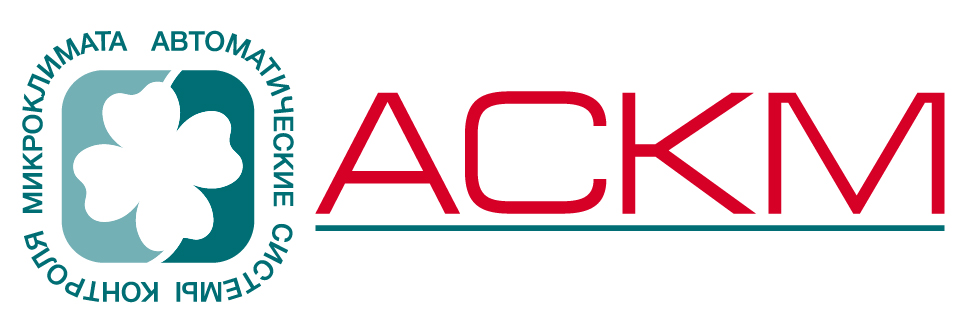 АВТОМАТИЧЕСКИЕ СИСТЕМЫ КОНТРОЛЯ МИКРОКЛИМАТА
АСКМ